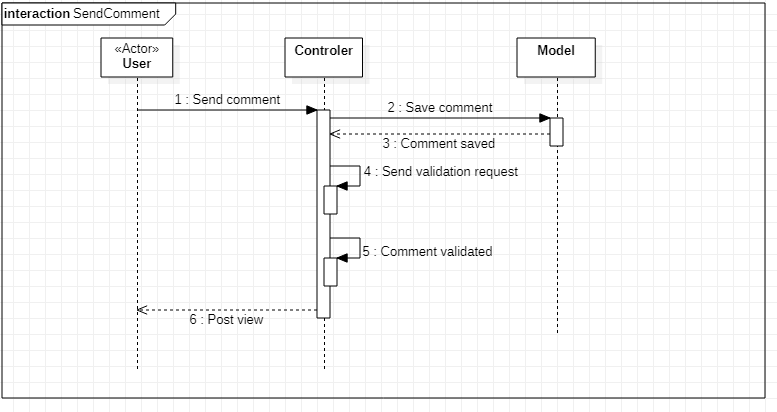 interaction SendComment
«Actor»
User
Controler
Model
1 : Send comment
2 : Save comment
3 : Comment saved
4 : Send validation request
5 : Comment validated
6 : Post view